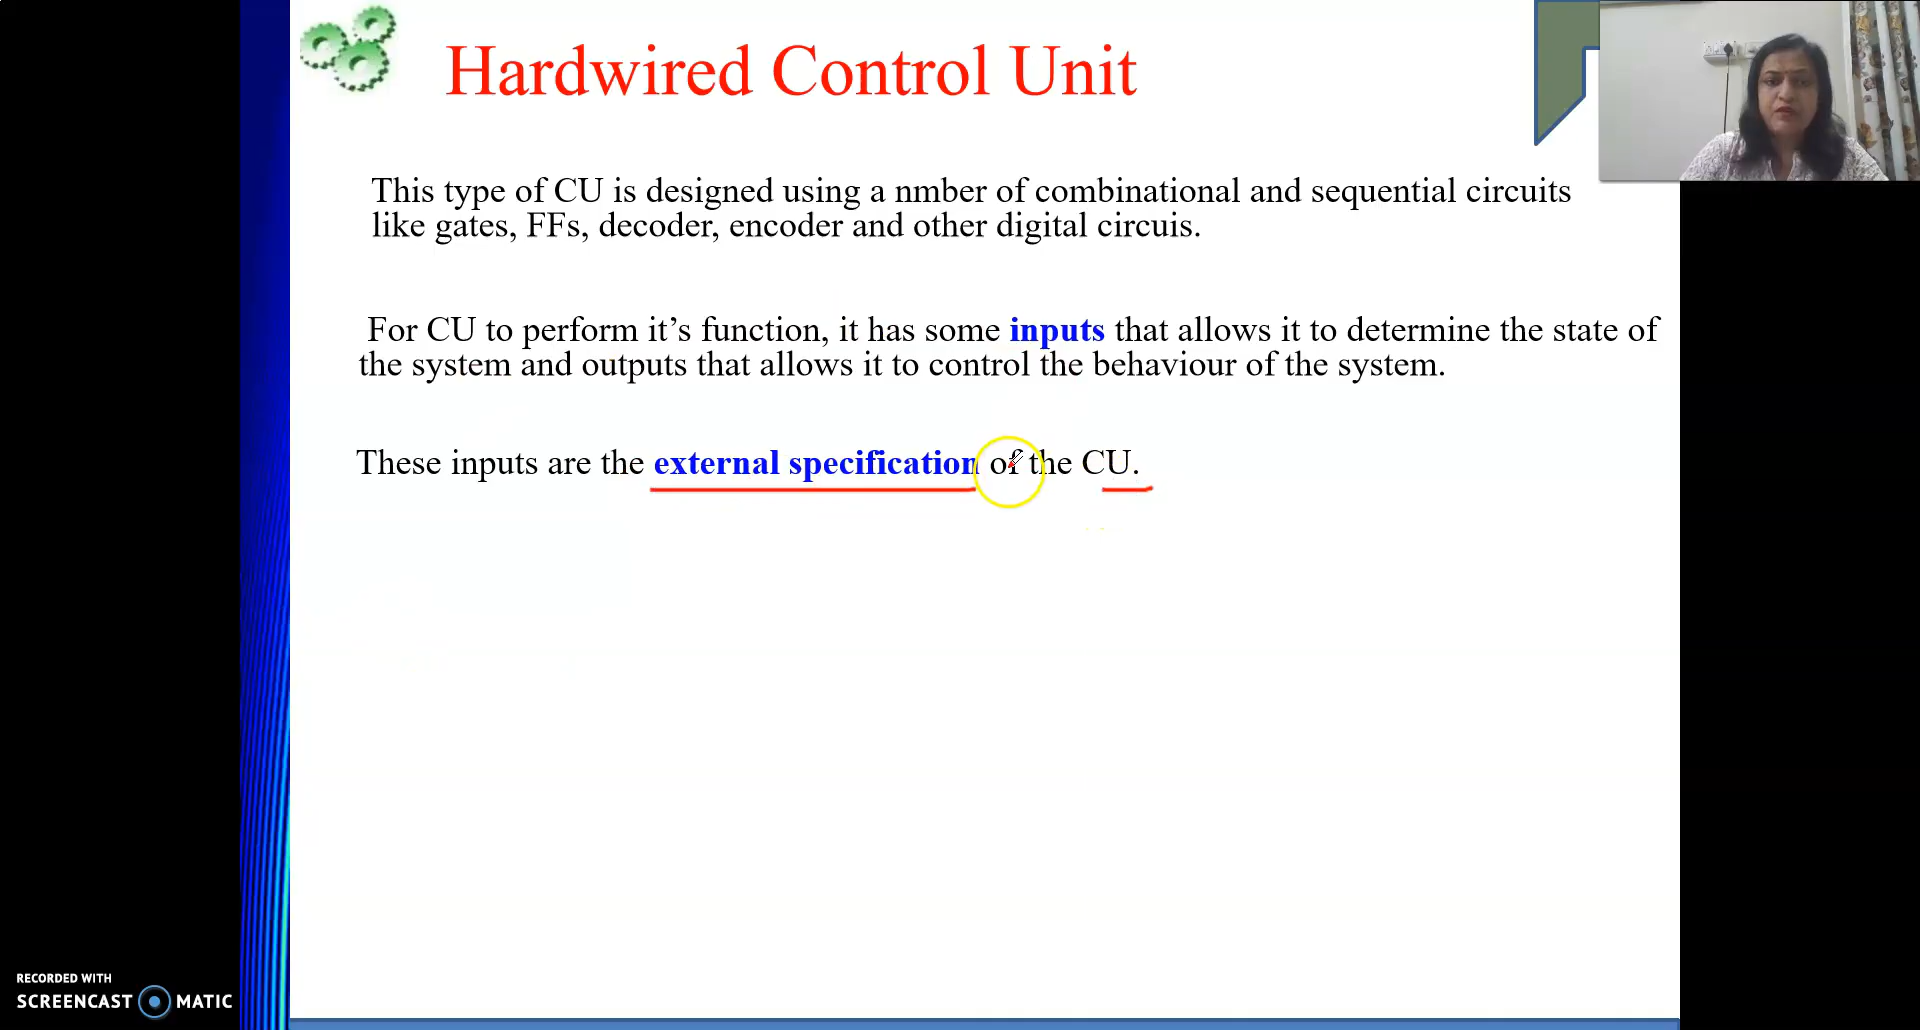 Hardwired Control Unit
This type of CU is designed using a nmber of combinational and sequential circuits
like gates, FFs, decoder, encoder and other digital circuis.
For CU to perform it’s function, it has some inputs that allows it to determine the state of
the system and outputs that allows it to control the behaviour of the system.
These inputs are the external specification of the CU.
RECORDED WITH
SCREENCAST MATIC